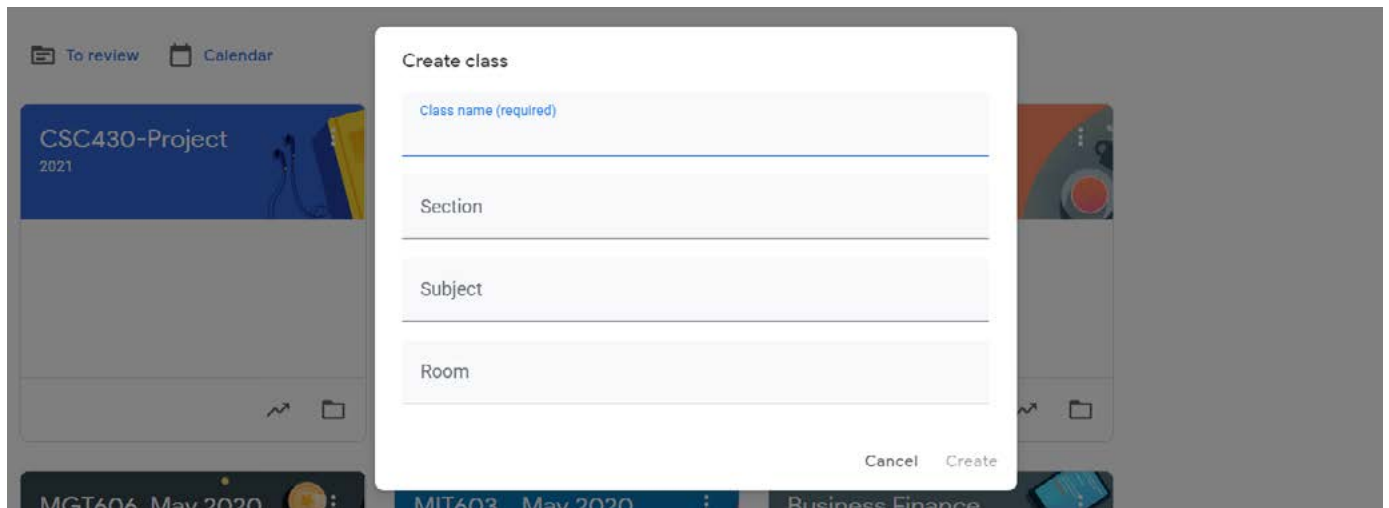 To review Calendar
CSC430-Project
2021
Create class
Class name (required)
Section
Subject
Room
Cancel Create
MGT606 May 2020
MIT603 May 2020
Business Finance